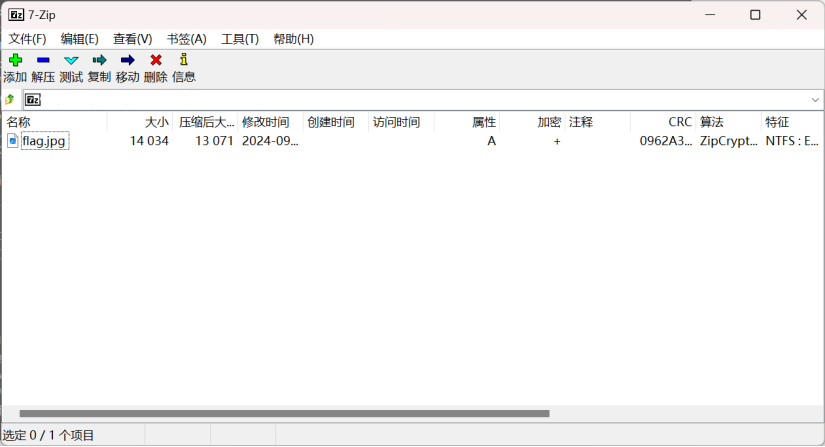 7-Zip
文件(F) 编辑(E) 查看(V) 书签(A) 工具(T) 帮助(H)
添加 解压 测试 复制 移动 删除 信息
名称 大小 压缩后大... 修改时间 创建时间 访问时间 属性 加密 注释 CRC 算法 特征
flag.jpg 14 034 13 071 2024-09... A + 0962A3... ZipCrypt... NTFS : E...
选定 0 / 1 个项目